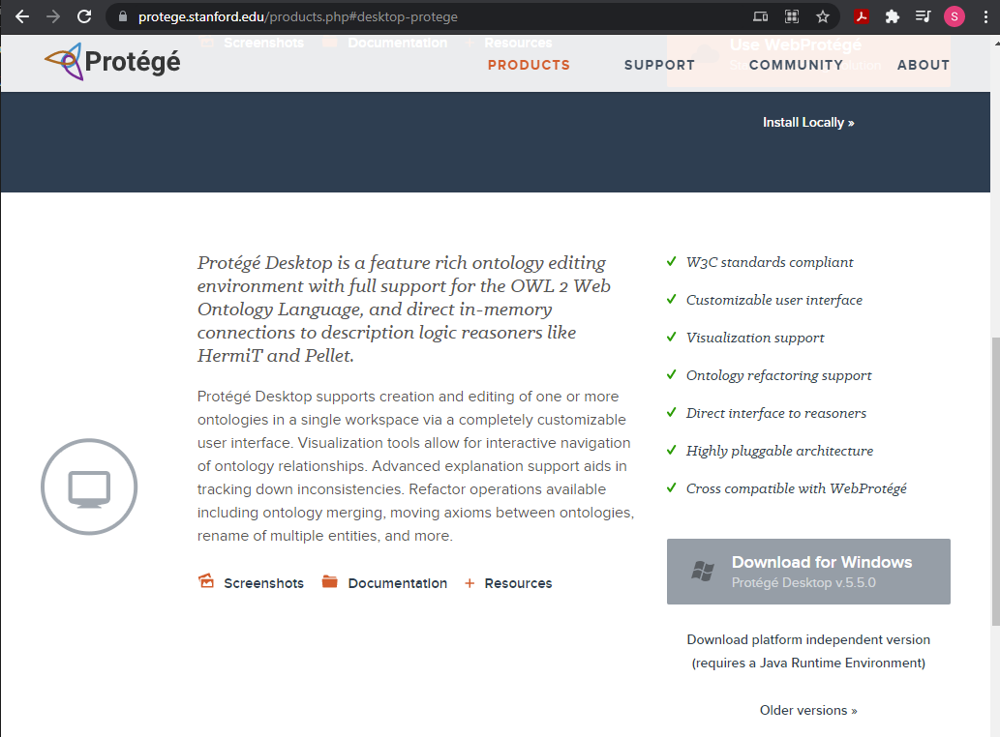 protege.stanford.edu/products.php#desktop-protege
S
Screenshots Documentation + Resources
Use WebProtégé
Protégé
PRODUCTS SUPPORT COMMUNITY ABOUT
Install Locally »
Protégé Desktop is a feature rich ontology editing
environment with full support for the OWL 2 Web
Ontology Language, and direct in-memory
connections to description logic reasoners like
HermiT and Pellet.
Protégé Desktop supports creation and editing of one or more
ontologies in a single workspace via a completely customizable
user interface. Visualization tools allow for interactive navigation
of ontology relationships. Advanced explanation support aids in
tracking down inconsistencies. Refactor operations available
including ontology merging, moving axioms between ontologies,
rename of multiple entities, and more.
Screenshots Documentation + Resources
W3C standards compliant
Customizable user interface
Visualization support
Ontology refactoring support
Direct interface to reasoners
Highly pluggable architecture
Cross compatible with WebProtégé
Download for Windows
Protégé Desktop v.5.5.0
Download platform independent version
(requires a Java Runtime Environment)
Older versions »